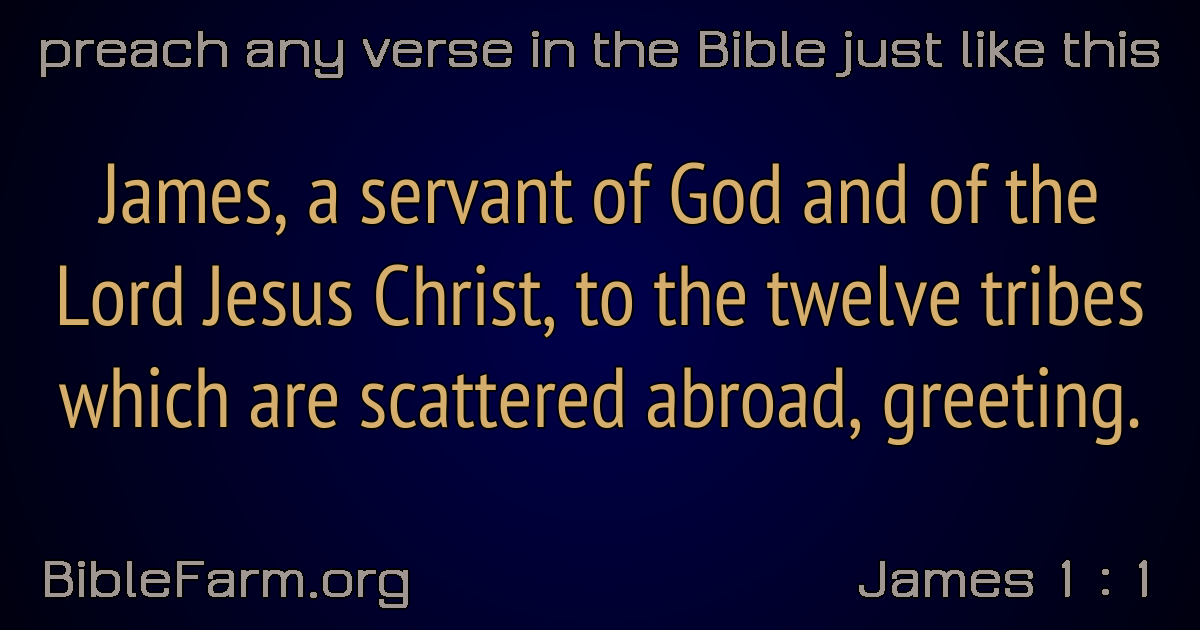 preach any verse in the Bible just like this
James, a servant of God and of the
Lord Jesus Christ, to the twelve tribes
which are scattered abroad, greeting.
BibleFarm.org
James 1 : 1